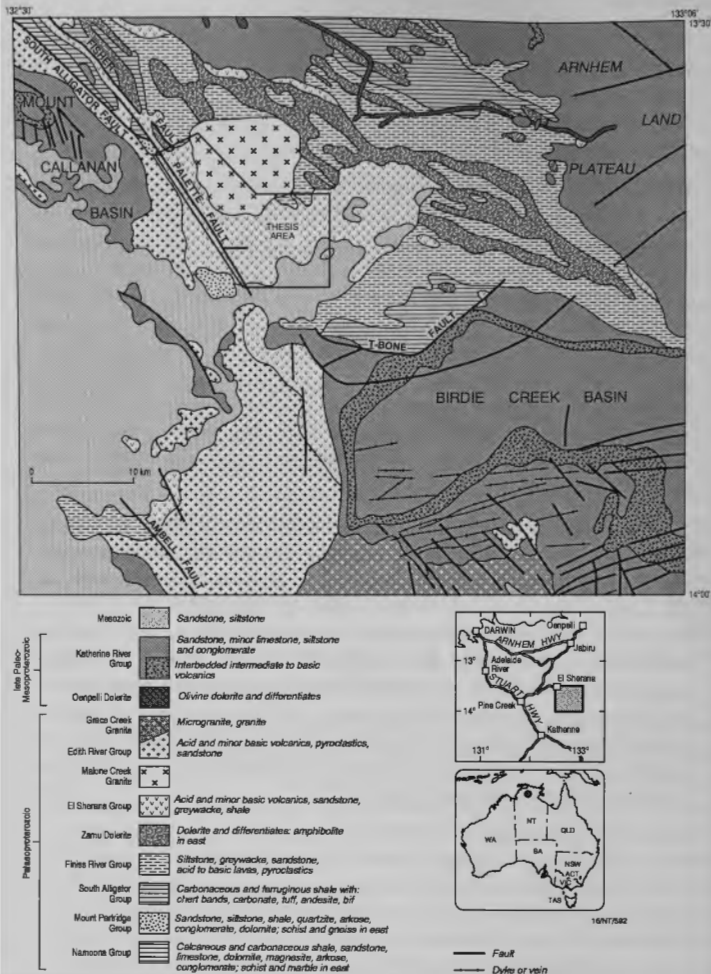 132°30'
133°06'
13°30'
SOUTH ALLIGATOR FAULT
FISHER
FAULT
PALETTE FAULT
MOUNT
CALLANAN
BASIN
ARNHEM
LAND
PLATEAU
THESIS
AREA
T-BONE FAULT
BIRDIE CREEK BASIN
0 10 km
LAMBELL FAULT
14°00'
late Paleo-
Mesoproterozoic
Palaeoproterozoic
Mesozoic
Sandstone, siltstone
Katherine River
Group
Sandstone, minor limestone, siltstone
and conglomerate
Interbedded intermediate to basic
volcanics
Oenpelli Dolerite
Olivine dolerite and differentiates
Grace Creek
Granite
Microgranite, granite
Edith River Group
Acid and minor basic volcanics, pyroclastics,
sandstone
Malone Creek
Granite
El Sherana Group
Acid and minor basic volcanics, sandstone,
greywacke, shale
Zamu Dolerite
Dolerite and differentiates: amphibolite
in east
Finiss River Group
Siltstone, greywacke, sandstone,
acid to basic lavas, pyroclastics
South Alligator
Group
Carbonaceous and ferruginous shale with:
chert bands, carbonate, tuff, andesite, bif
Mount Partridge
Group
Sandstone, siltstone, shale, quartzite, arkose,
conglomerate, dolomite; schist and gneiss in east
Namoona Group
Calcareous and carbonaceous shale, sandstone,
limestone, dolomite, magnesite, arkose,
conglomerate; schist and marble in east
DARWIN
Oenpelli
ARNHEM HWY
Jabiru
13°
Adelaide
River
El Sherana
STUART HWY
Pine Creek
14°
Katherine
131°
133°
WA
NT
QLD
SA
NSW
ACT
VIC
TAS
16/NT/592
Fault
Dyke or vein